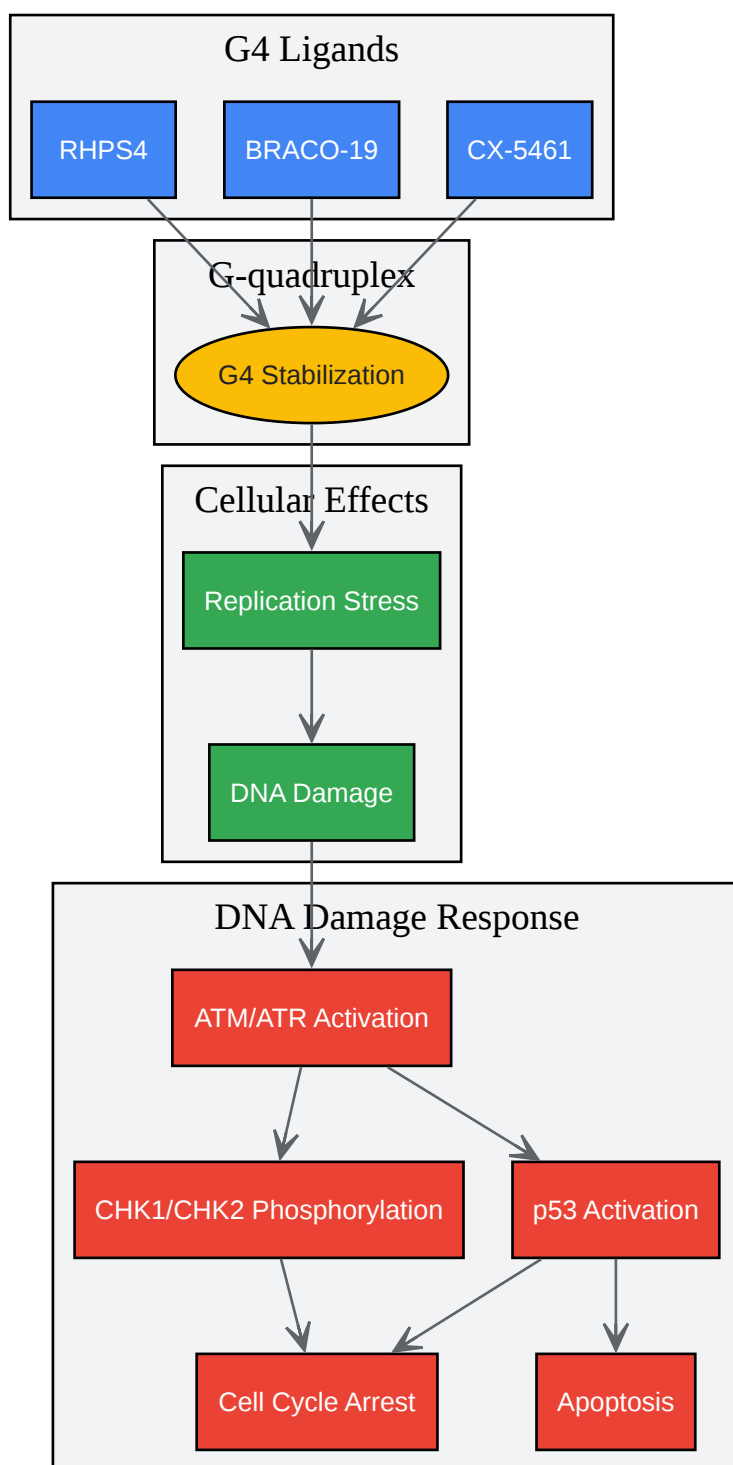 G4 Ligands
RHPS4
BRACO-19
CX-5461
G-quadruplex
G4 Stabilization
Cellular Effects
Replication Stress
DNA Damage
DNA Damage Response
ATM/ATR Activation
CHK1/CHK2 Phosphorylation
p53 Activation
Cell Cycle Arrest
Apoptosis